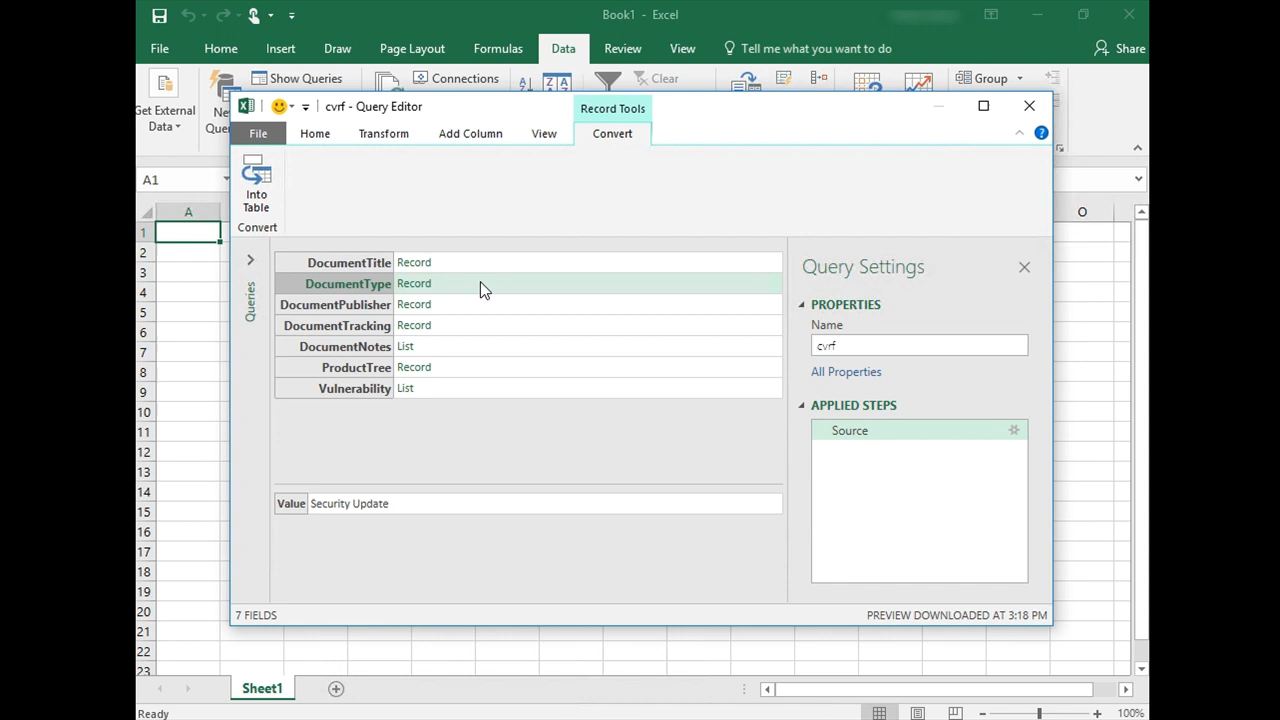 Book1 - Excel
File Home Insert Draw Page Layout Formulas Data Review View Tell me what you want to do Share
Get External Data
New
Show Queries
Connections
Clear
Group
cvrf - Query Editor
Record Tools
File Home Transform Add Column View Convert
Into Table
Convert
A1
A O
1
2
3
4
5
6
7
8
9
10
11
12
13
14
15
16
17
18
19
20
21
22
23
Queries
DocumentTitle Record
DocumentType Record
DocumentPublisher Record
DocumentTracking Record
DocumentNotes List
ProductTree Record
Vulnerability List
Value Security Update
Query Settings
PROPERTIES
Name
cvrf
All Properties
APPLIED STEPS
Source
7 FIELDS
PREVIEW DOWNLOADED AT 3:18 PM
Sheet1
Ready
100%